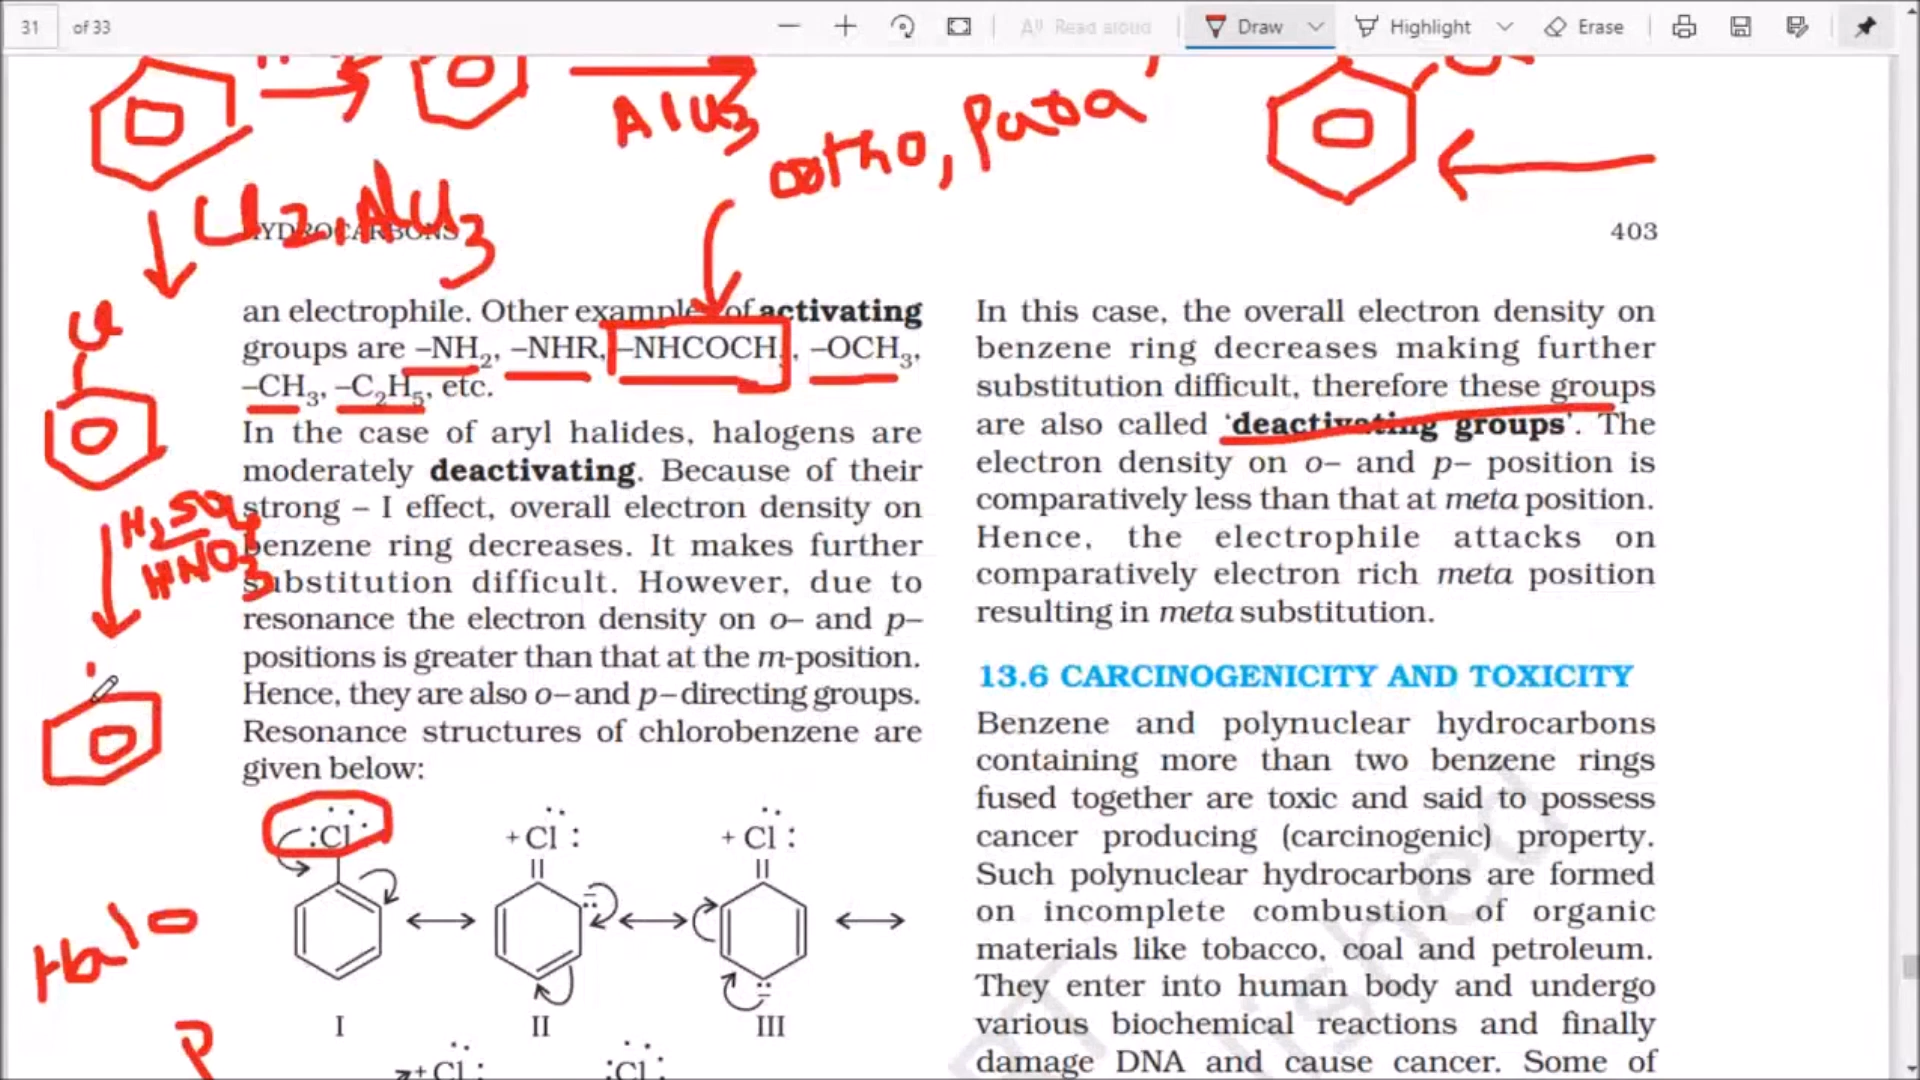 31 of 33
Read aloud
Draw
Highlight
Erase
AlCl3
ortho, Para
Cl2, AlCl3
HYDROCARBONS
403
Cl
H2SO4
HNO3
Halo
P
an electrophile. Other examples of activating
groups are –NH2, –NHR, –NHCOCH, –OCH3,
–CH3, –C2H5, etc.
In the case of aryl halides, halogens are
moderately deactivating. Because of their
strong – I effect, overall electron density on
benzene ring decreases. It makes further
substitution difficult. However, due to
resonance the electron density on o– and p–
positions is greater than that at the m-position.
Hence, they are also o–and p–directing groups.
Resonance structures of chlorobenzene are
given below:
:Cl
+Cl :
+Cl :
I
II
III
+Cl :
:Cl
In this case, the overall electron density on
benzene ring decreases making further
substitution difficult, therefore these groups
are also called ‘deactivating groups’. The
electron density on o– and p– position is
comparatively less than that at meta position.
Hence, the electrophile attacks on
comparatively electron rich meta position
resulting in meta substitution.
13.6 CARCINOGENICITY AND TOXICITY
Benzene and polynuclear hydrocarbons
containing more than two benzene rings
fused together are toxic and said to possess
cancer producing (carcinogenic) property.
Such polynuclear hydrocarbons are formed
on incomplete combustion of organic
materials like tobacco, coal and petroleum.
They enter into human body and undergo
various biochemical reactions and finally
damage DNA and cause cancer. Some of